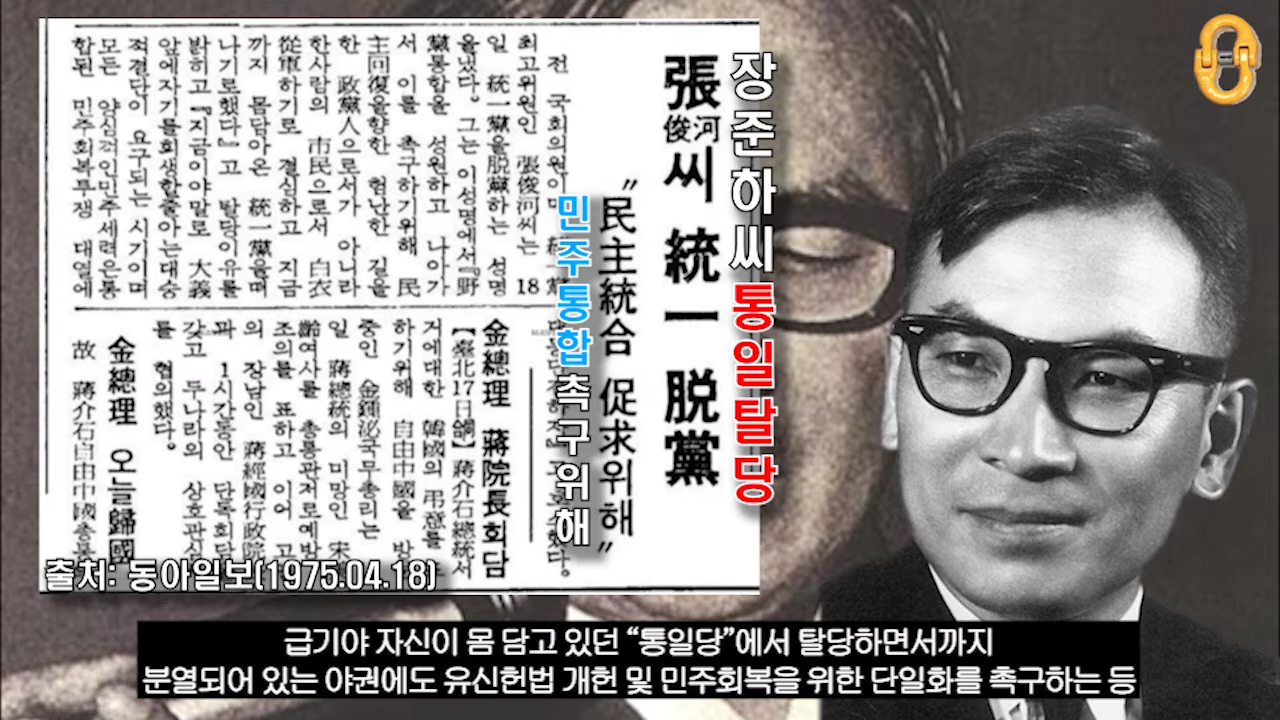 장준하씨 통일탈당
張俊河씨 統一 脫黨
"民主統合 促求위해"
민주통합촉구위해
전 국회의원이
최고위원인 張俊河씨는 18
일 統一黨을脫黨하는 성명
을냈다. 그는 이성명에서『野
黨통합을 성원하고 나아가
서 이를 촉구하기위해 民
主回復을향한 험난한 길을
한 政黨人으로서가 아니라
한사람의 市民으로서 白衣
從軍하기로 결심하고 지금
까지 몸담아온 統一黨을떠
나기로했다』고 탈당이유를
밝히고『지금이야말로 大義
앞에자기를희생할줄아는대승
적결단이 요구되는 시기이며
모든 양심적인민주세력은통
합된 민주회복투쟁 대열에
金總理 蔣院長회담
【臺北17日 蔣介石總統서
거에대한 韓國의 弔意를
하기위해 自由中國을 방
중인 金鍾泌국무총리는
일 蔣總統의 미망인 宋
齡여사를 총통관저로예방
조의를 표하고 이어 고
의 장남인 蔣經國行政院
과 1시간동안 단독회담
갖고 두나라의 상호관심
를 협의했다.
金總理 오늘歸國
故 蔣介石自由中國총통
출처: 동아일보(1975.04.18)
급기야 자신이 몸 담고 있던 “통일당”에서 탈당하면서까지
분열되어 있는 야권에도 유신헌법 개헌 및 민주회복을 위한 단일화를 촉구하는 등